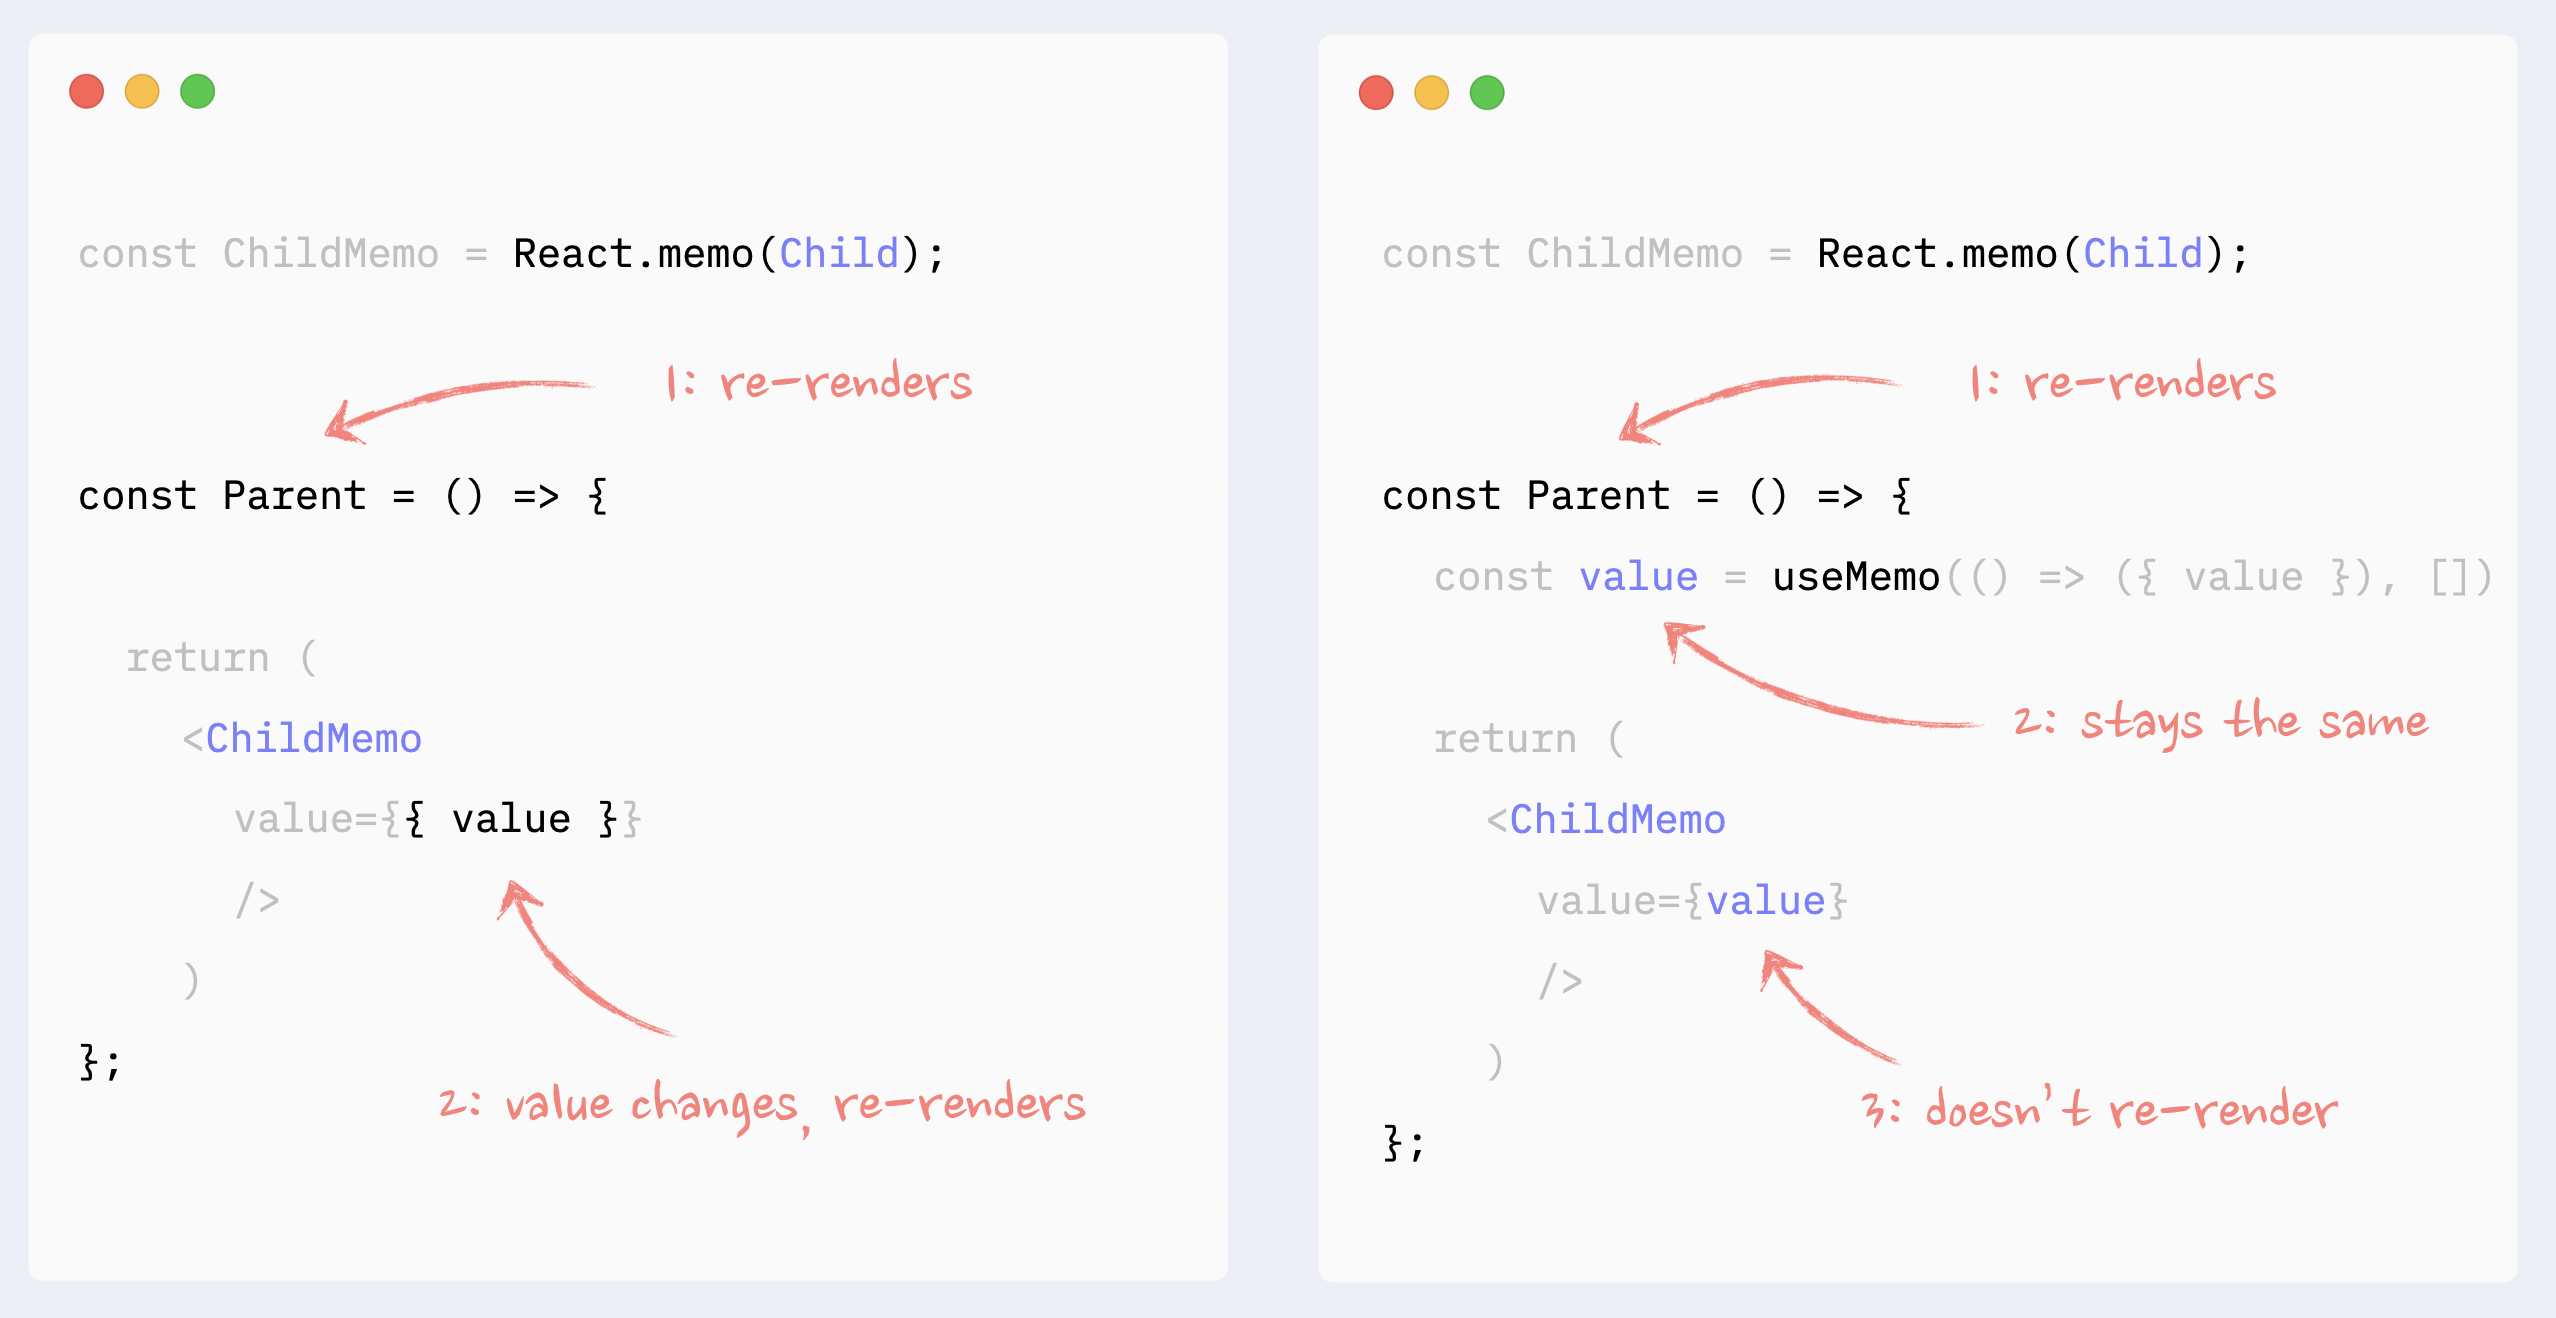 const ChildMemo = React.memo(Child);
1: re-renders
const Parent = () => {
return (
<ChildMemo
value={{ value }}
/>
)
};
2: value changes, re-renders
const ChildMemo = React.memo(Child);
1: re-renders
const Parent = () => {
const value = useMemo(() => ({ value }), [])
2: stays the same
return (
<ChildMemo
value={value}
/>
)
3: doesn't re-render
};